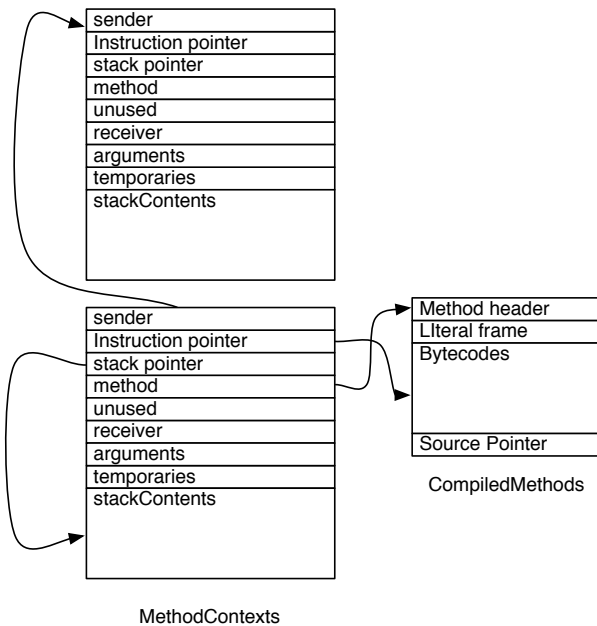 sender
Instruction pointer
stack pointer
method
unused
receiver
arguments
temporaries
stackContents
sender
Instruction pointer
stack pointer
method
unused
receiver
arguments
temporaries
stackContents
MethodContexts
Method header
LIteral frame
Bytecodes
Source Pointer
CompiledMethods